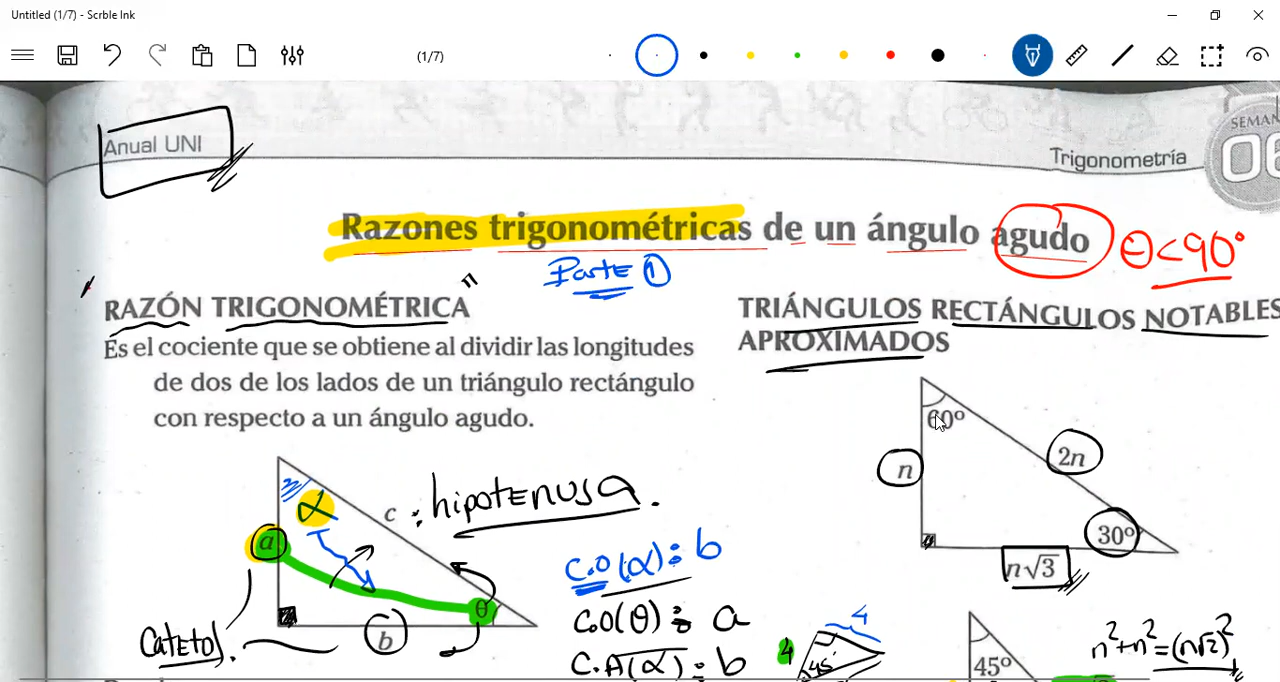 Untitled (1/7) - Scrble Ink
(1/7)
Anual UNI
SEMAN
06
Trigonometría
Razones trigonométricas de un ángulo agudo
θ<90°
Parte 1
RAZÓN TRIGONOMÉTRICA
Es el cociente que se obtiene al dividir las longitudes
de dos de los lados de un triángulo rectángulo
con respecto a un ángulo agudo.
α
a
c : hipotenusa.
θ
b
Catetos.
C.O(α): b
C.O(θ): a
C.A(α): b
TRIÁNGULOS RECTÁNGULOS NOTABLES
APROXIMADOS
60°
n
2n
30°
n√3
4
4
45
45°
n²+n²=(n√2)²